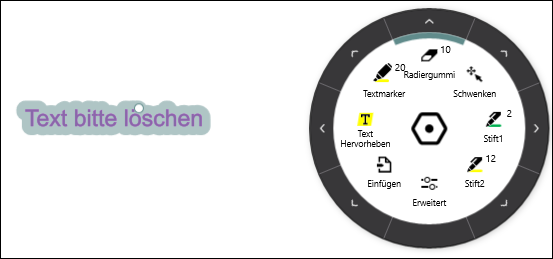 Text bitte löschen
10
Radiergummi
20
Textmarker
Schwenken
T
Text
Hervorheben
2
Stift1
Einfügen
12
Stift2
Erweitert